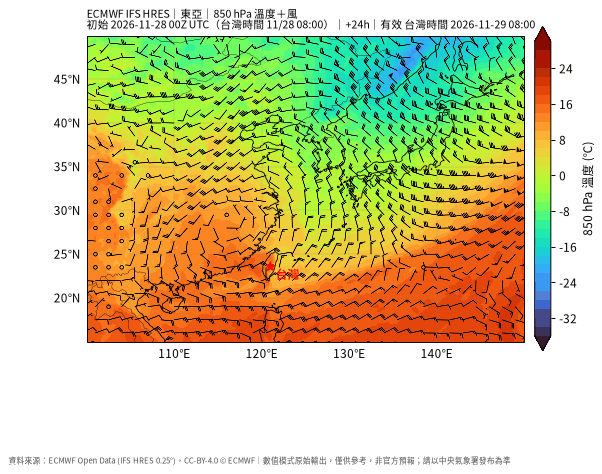 ECMWF IFS HRES｜東亞｜850 hPa 溫度＋風
初始 2026-11-28 00Z UTC（台灣時間 11/28 08:00）｜+24h｜有效 台灣時間 2026-11-29 08:00
45°N
40°N
35°N
30°N
25°N
20°N
110°E
120°E
130°E
140°E
台灣
24
16
8
0
-8
-16
-24
-32
850 hPa 溫度 (°C)
資料來源：ECMWF Open Data (IFS HRES 0.25°)，CC-BY-4.0 © ECMWF｜數值模式原始輸出，僅供參考，非官方預報；請以中央氣象署發布為準